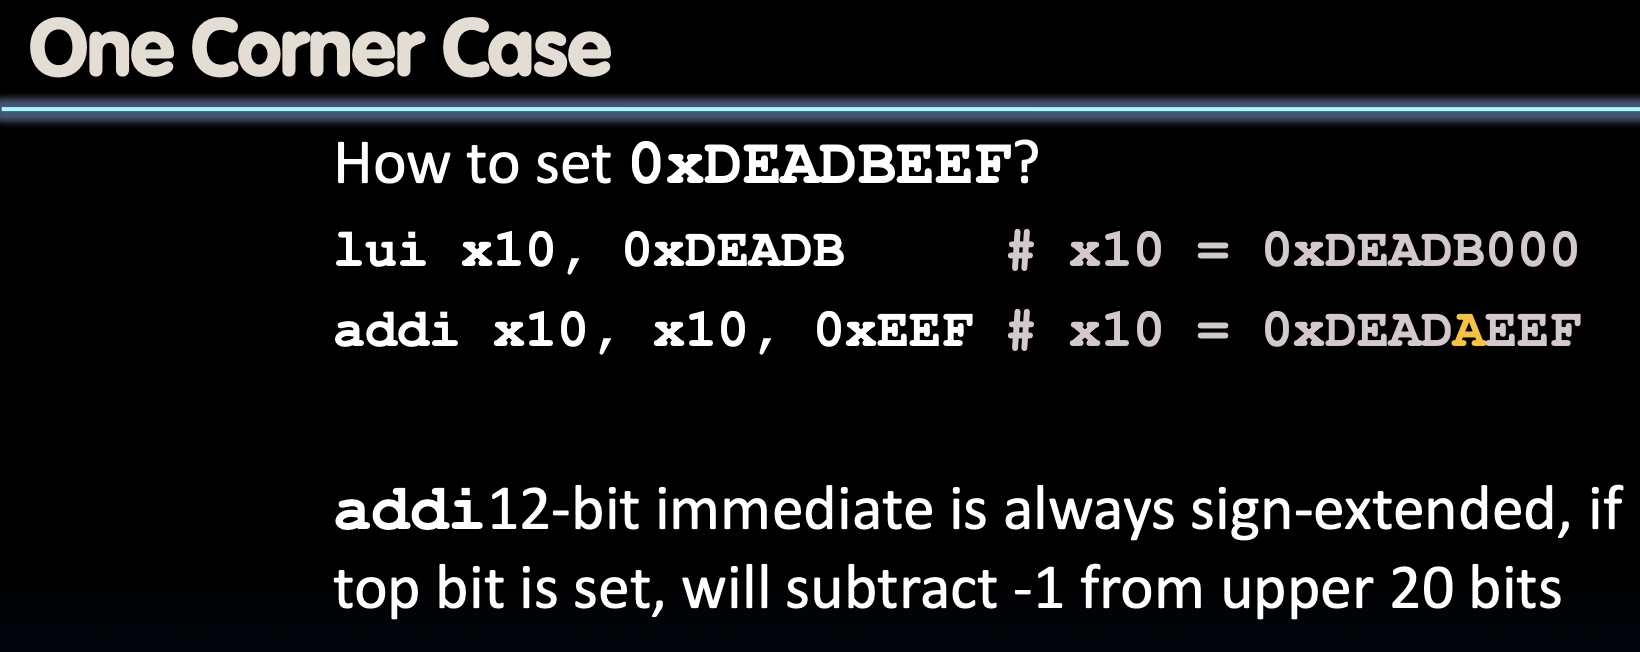 One Corner Case
How to set 0xDEADBEEF?
lui x10, 0xDEADB # x10 = 0xDEADB000
addi x10, x10, 0xEEF # x10 = 0xDEADAEEF
addi 12-bit immediate is always sign-extended, if
top bit is set, will subtract -1 from upper 20 bits